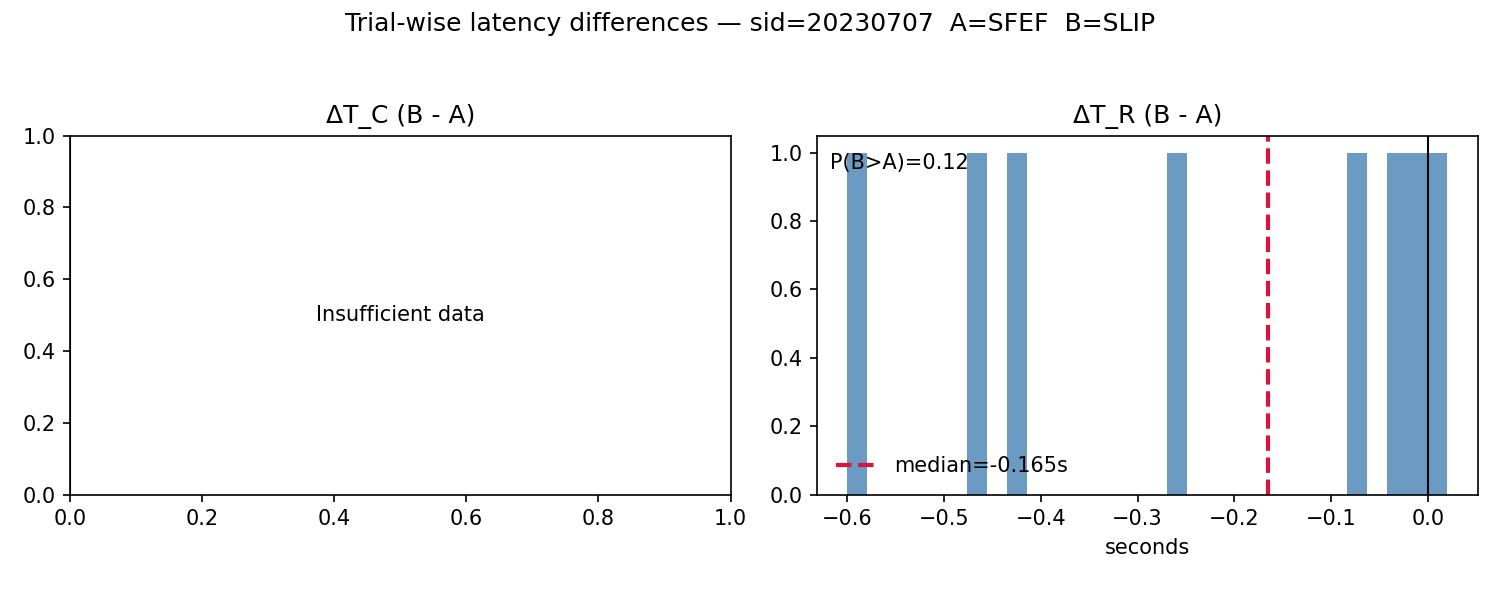 Trial-wise latency differences — sid=20230707  A=SFEF  B=SLIP
ΔT_C (B - A)
1.0
0.8
0.6
0.4
0.2
0.0
Insufficient data
0.0 0.2 0.4 0.6 0.8 1.0
ΔT_R (B - A)
1.0
0.8
0.6
0.4
0.2
0.0
P(B>A)=0.12
median=-0.165s
−0.6 −0.5 −0.4 −0.3 −0.2 −0.1 0.0
seconds